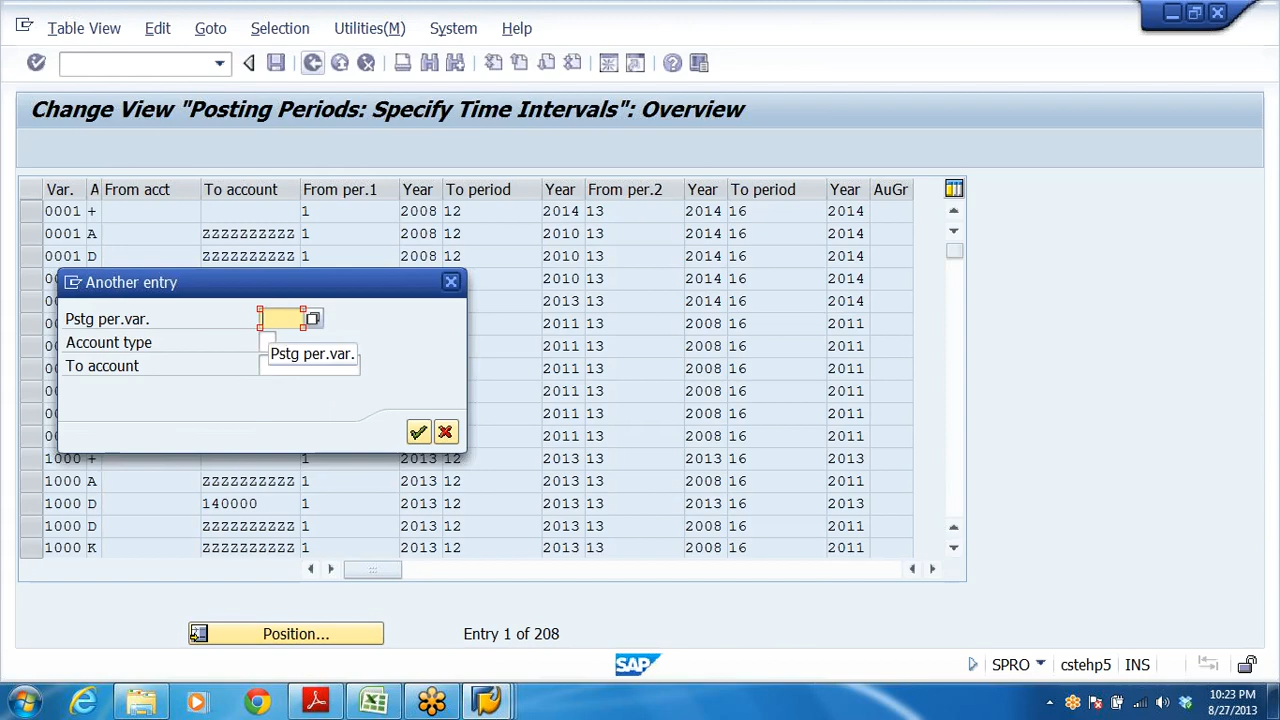 Table View Edit Goto Selection Utilities(M) System Help
Change View "Posting Periods: Specify Time Intervals": Overview
Var. A From acct To account From per.1 Year To period Year From per.2 Year To period Year AuGr
0001 + 1 2008 12 2014 13 2014 16 2014
0001 A ZZZZZZZZZZ 1 2008 12 2010 13 2014 16 2014
0001 D ZZZZZZZZZZ 1 2008 12 2010 13 2014 16 2014
2010 13 2014 16 2014
2013 13 2014 16 2014
2011 13 2008 16 2011
2011 13 2008 16 2011
2011 13 2008 16 2011
2011 13 2008 16 2011
2011 13 2008 16 2011
2011 13 2008 16 2011
1000 + 1 2013 12 2013 13 2013 16 2013
1000 A ZZZZZZZZZZ 1 2013 12 2013 13 2008 16 2011
1000 D 140000 1 2013 12 2013 13 2013 16 2013
1000 D ZZZZZZZZZZ 1 2013 12 2013 13 2008 16 2011
1000 K ZZZZZZZZZZ 1 2013 12 2013 13 2008 16 2011
Another entry
Pstg per.var.
Account type
Pstg per.var.
To account
Position... Entry 1 of 208
SAP SPRO cstehp5 INS
10:23 PM
8/27/2013